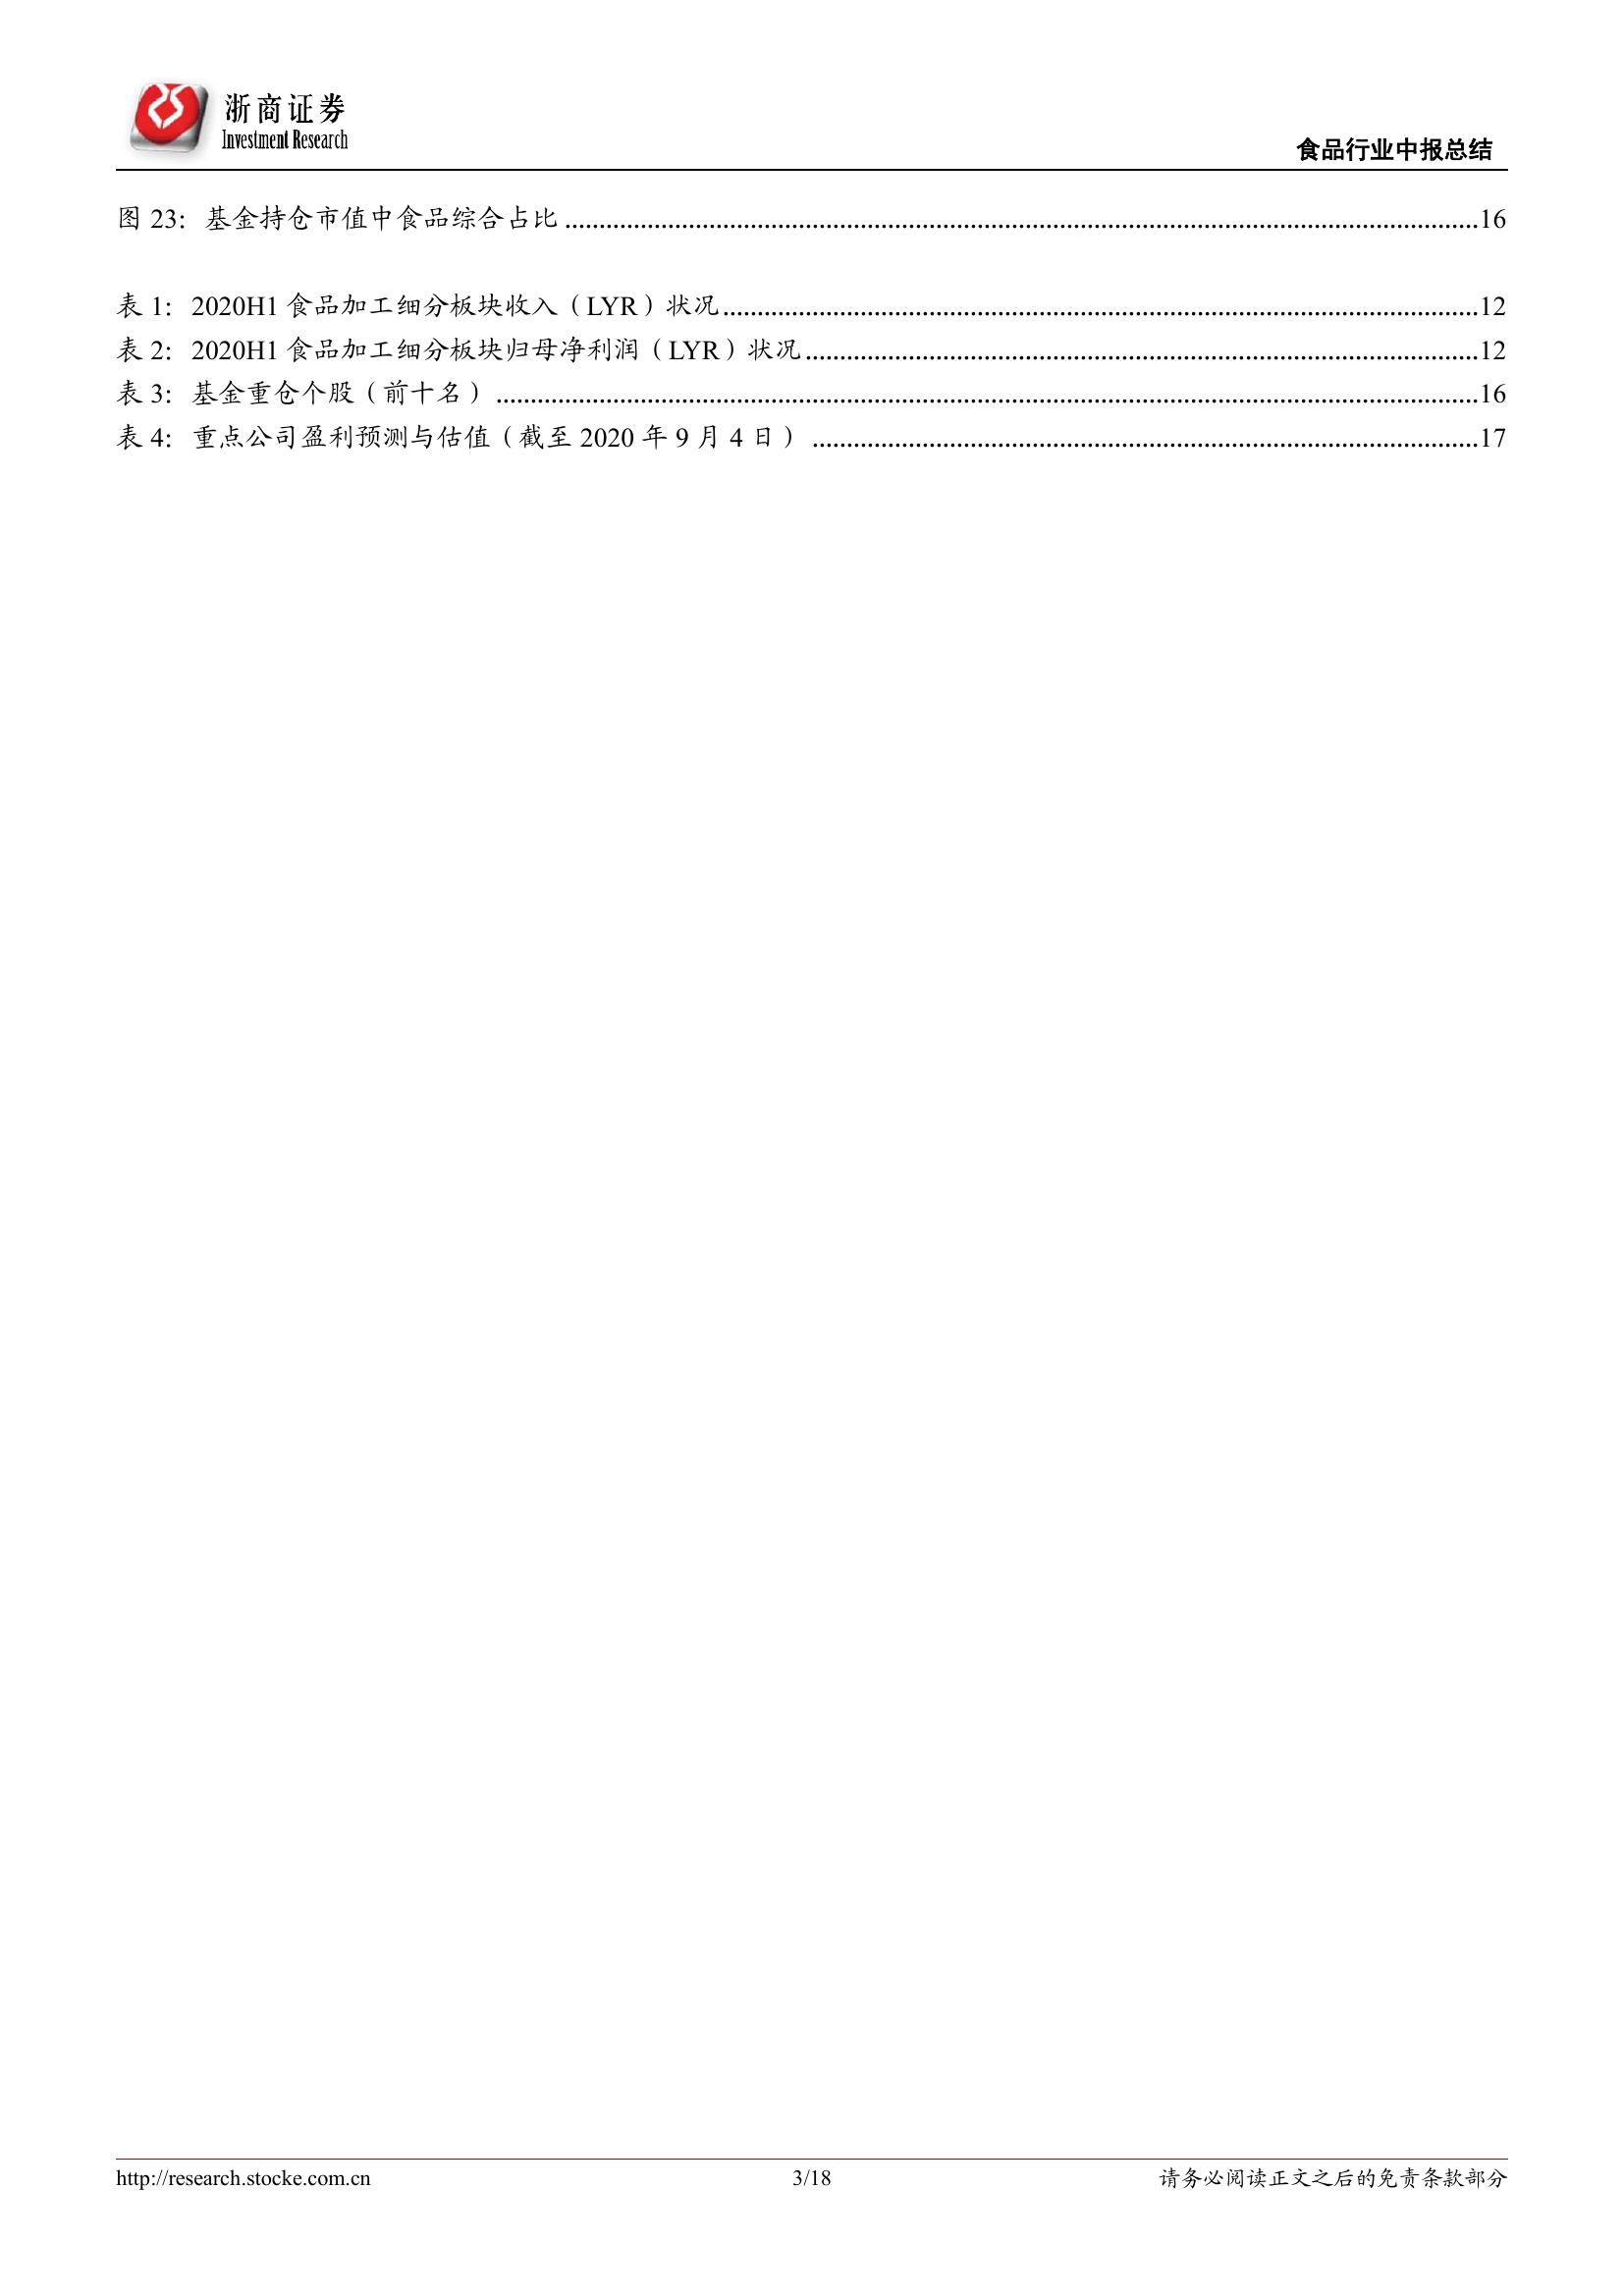 浙商证券
Investment Research
食品行业中报总结
图 23：基金持仓市值中食品综合占比......16
表 1：2020H1 食品加工细分板块收入（LYR）状况......12
表 2：2020H1 食品加工细分板块归母净利润（LYR）状况......12
表 3：基金重仓个股（前十名）......16
表 4：重点公司盈利预测与估值（截至 2020 年 9 月 4 日）......17
http://research.stocke.com.cn
3/18
请务必阅读正文之后的免责条款部分